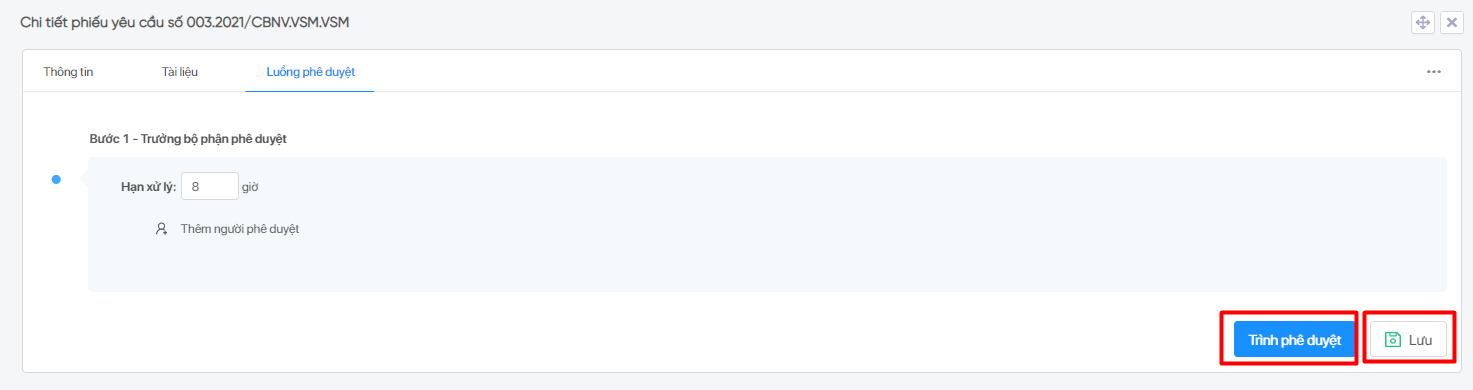 Chi tiết phiếu yêu cầu số 003.2021/CBNV.VSM.VSM
Thông tin Tài liệu Luồng phê duyệt
Bước 1 - Trưởng bộ phận phê duyệt
Hạn xử lý: 8 giờ
Thêm người phê duyệt
Trình phê duyệt Lưu